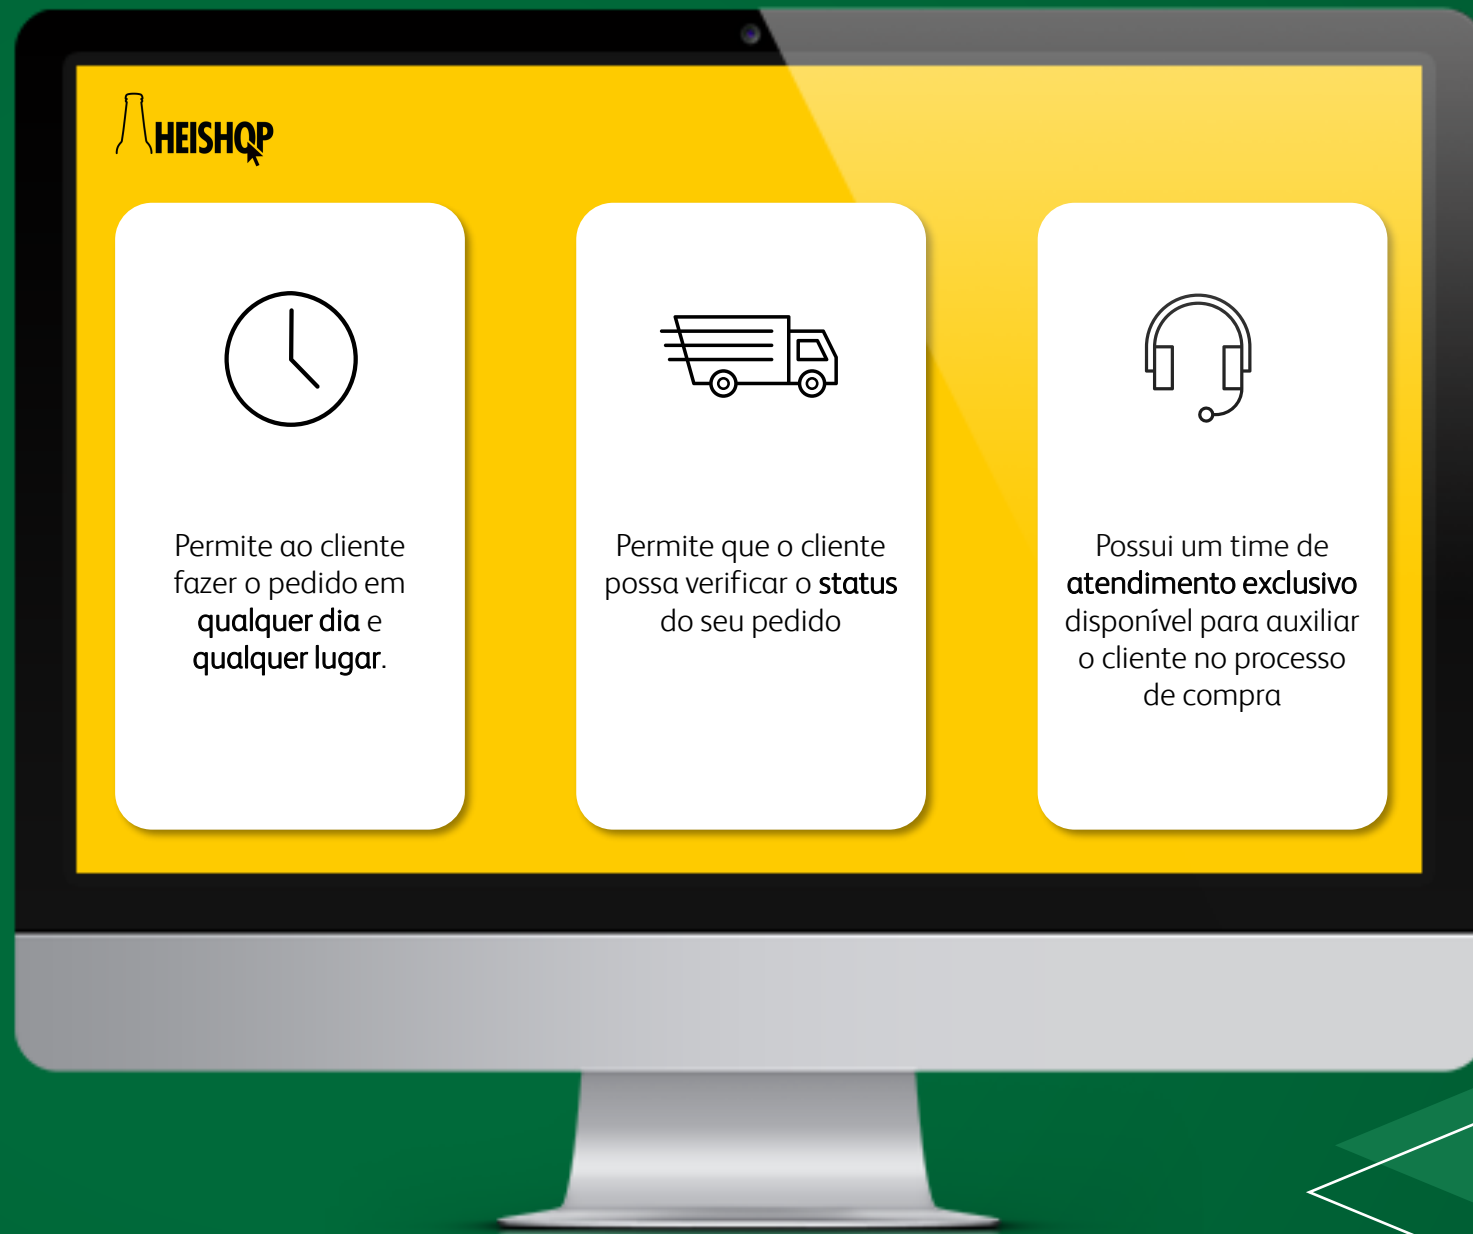 HEISHOP
Permite ao cliente
fazer o pedido em
qualquer dia e
qualquer lugar.
Permite que o cliente
possa verificar o status
do seu pedido
Possui um time de
atendimento exclusivo
disponível para auxiliar
o cliente no processo
de compra